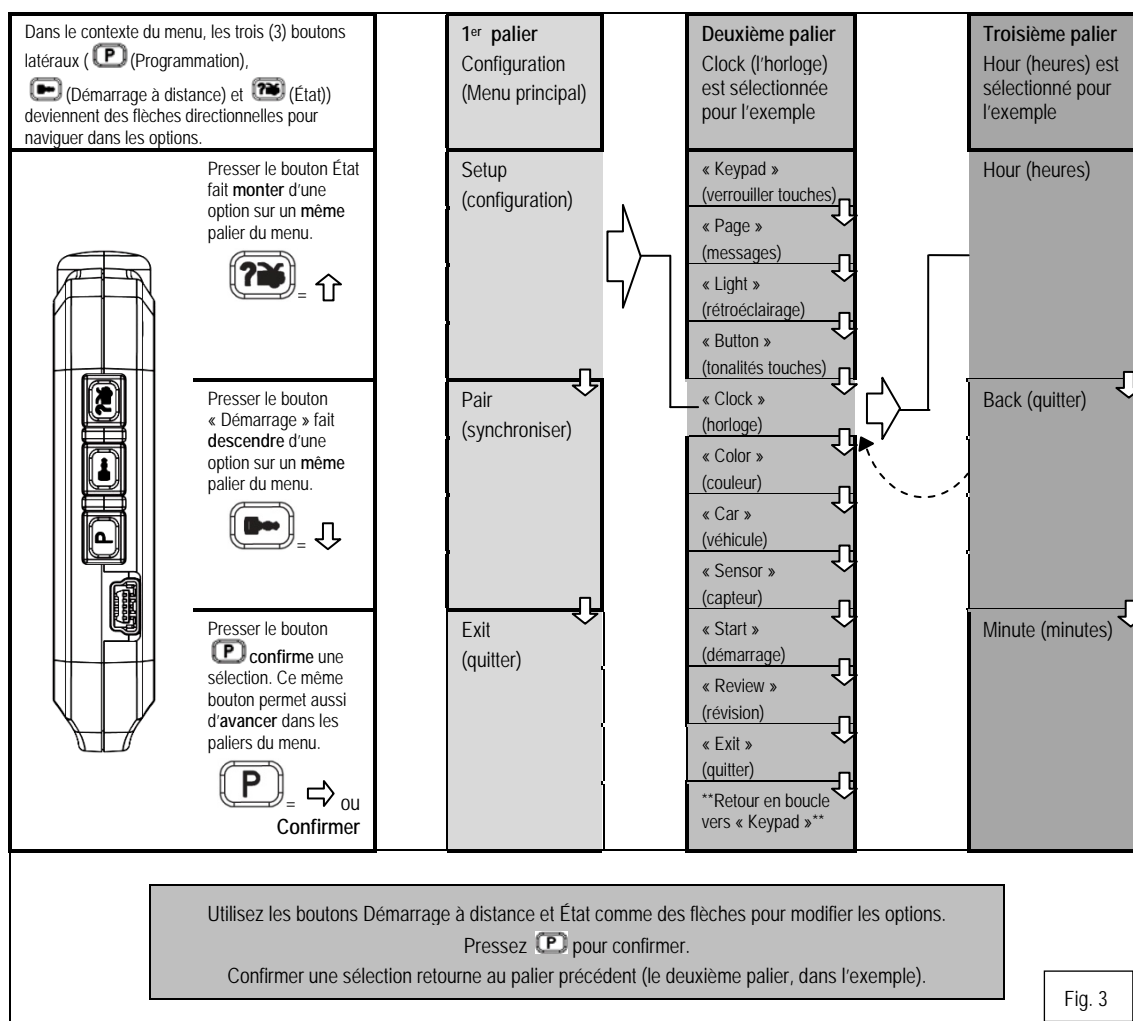 Dans le contexte du menu, les trois (3) boutons
latéraux ( P (Programmation),
(Démarrage à distance) et ? (État))
deviennent des flèches directionnelles pour
naviguer dans les options.
1er palier
Configuration
(Menu principal)
Deuxième palier
Clock (l'horloge)
est sélectionnée
pour l'exemple
Troisième palier
Hour (heures) est
sélectionné pour
l'exemple
Presser le bouton État
fait monter d'une
option sur un même
palier du menu.
? =
Presser le bouton
« Démarrage » fait
descendre d'une
option sur un même
palier du menu.
=
Presser le bouton
P confirme une
sélection. Ce même
bouton permet aussi
d'avancer dans les
paliers du menu.
P = ou
Confirmer
?
P
Setup
(configuration)
Pair
(synchroniser)
Exit
(quitter)
« Keypad »
(verrouiller touches)
« Page »
(messages)
« Light »
(rétroéclairage)
« Button »
(tonalités touches)
« Clock »
(horloge)
« Color »
(couleur)
« Car »
(véhicule)
« Sensor »
(capteur)
« Start »
(démarrage)
« Review »
(révision)
« Exit »
(quitter)
**Retour en boucle
vers « Keypad »**
Hour (heures)
Back (quitter)
Minute (minutes)
Utilisez les boutons Démarrage à distance et État comme des flèches pour modifier les options.
Pressez P pour confirmer.
Confirmer une sélection retourne au palier précédent (le deuxième palier, dans l'exemple).
Fig. 3